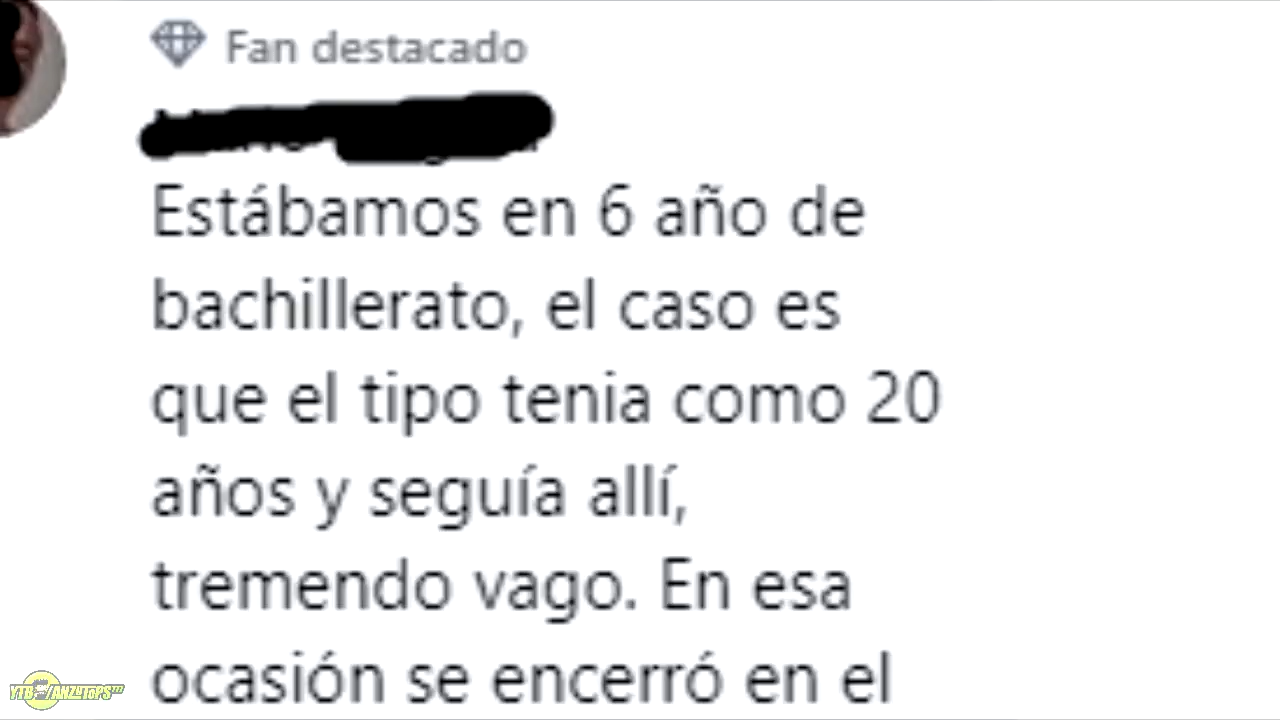 Fan destacado
Estábamos en 6 año de
bachillerato, el caso es
que el tipo tenia como 20
años y seguía allí,
tremendo vago. En esa
ocasión se encerró en el